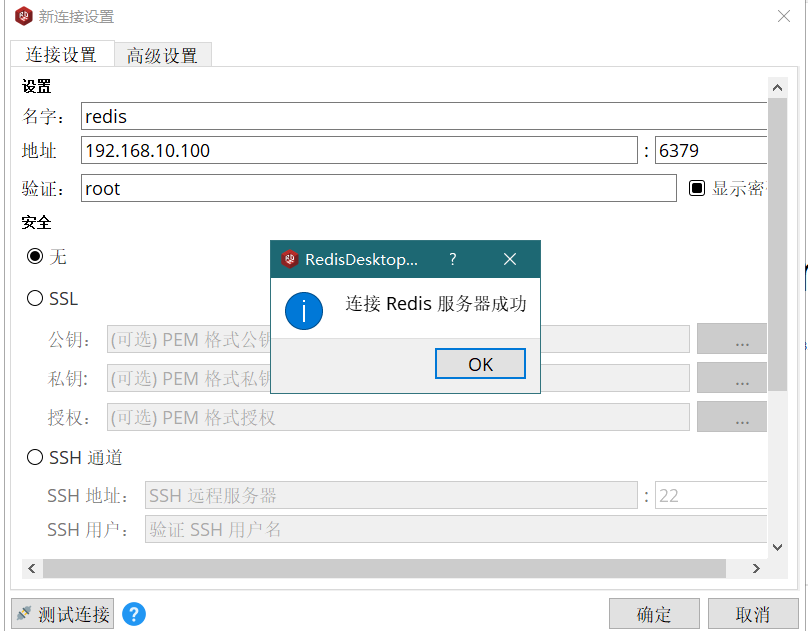 新连接设置
连接设置 高级设置
设置
名字： redis
地址 192.168.10.100 : 6379
验证： root 显示密
安全
无
RedisDesktop... ?
连接 Redis 服务器成功
OK
SSL
公钥： (可选) PEM 格式公钥 ...
私钥： (可选) PEM 格式私钥 ...
授权： (可选) PEM 格式授权 ...
SSH 通道
SSH 地址： SSH 远程服务器 : 22
SSH 用户： 验证 SSH 用户名
测试连接 ? 确定 取消